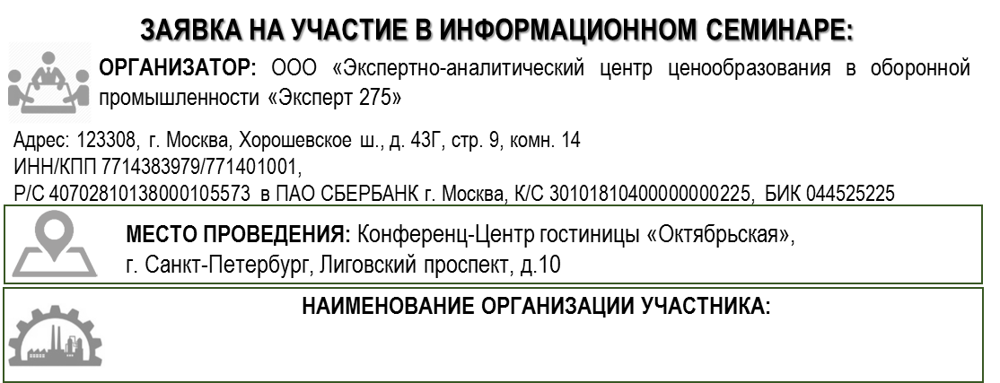 ЗАЯВКА НА УЧАСТИЕ В ИНФОРМАЦИОННОМ СЕМИНАРЕ:
ОРГАНИЗАТОР: ООО «Экспертно-аналитический центр ценообразования в оборонной
промышленности «Эксперт 275»
Адрес: 123308, г. Москва, Хорошевское ш., д. 43Г, стр. 9, комн. 14
ИНН/КПП 7714383979/771401001,
Р/С 40702810138000105573 в ПАО СБЕРБАНК г. Москва, К/С 30101810400000000225, БИК 044525225
МЕСТО ПРОВЕДЕНИЯ: Конференц-Центр гостиницы «Октябрьская»,
г. Санкт-Петербург, Лиговский проспект, д.10
НАИМЕНОВАНИЕ ОРГАНИЗАЦИИ УЧАСТНИКА: